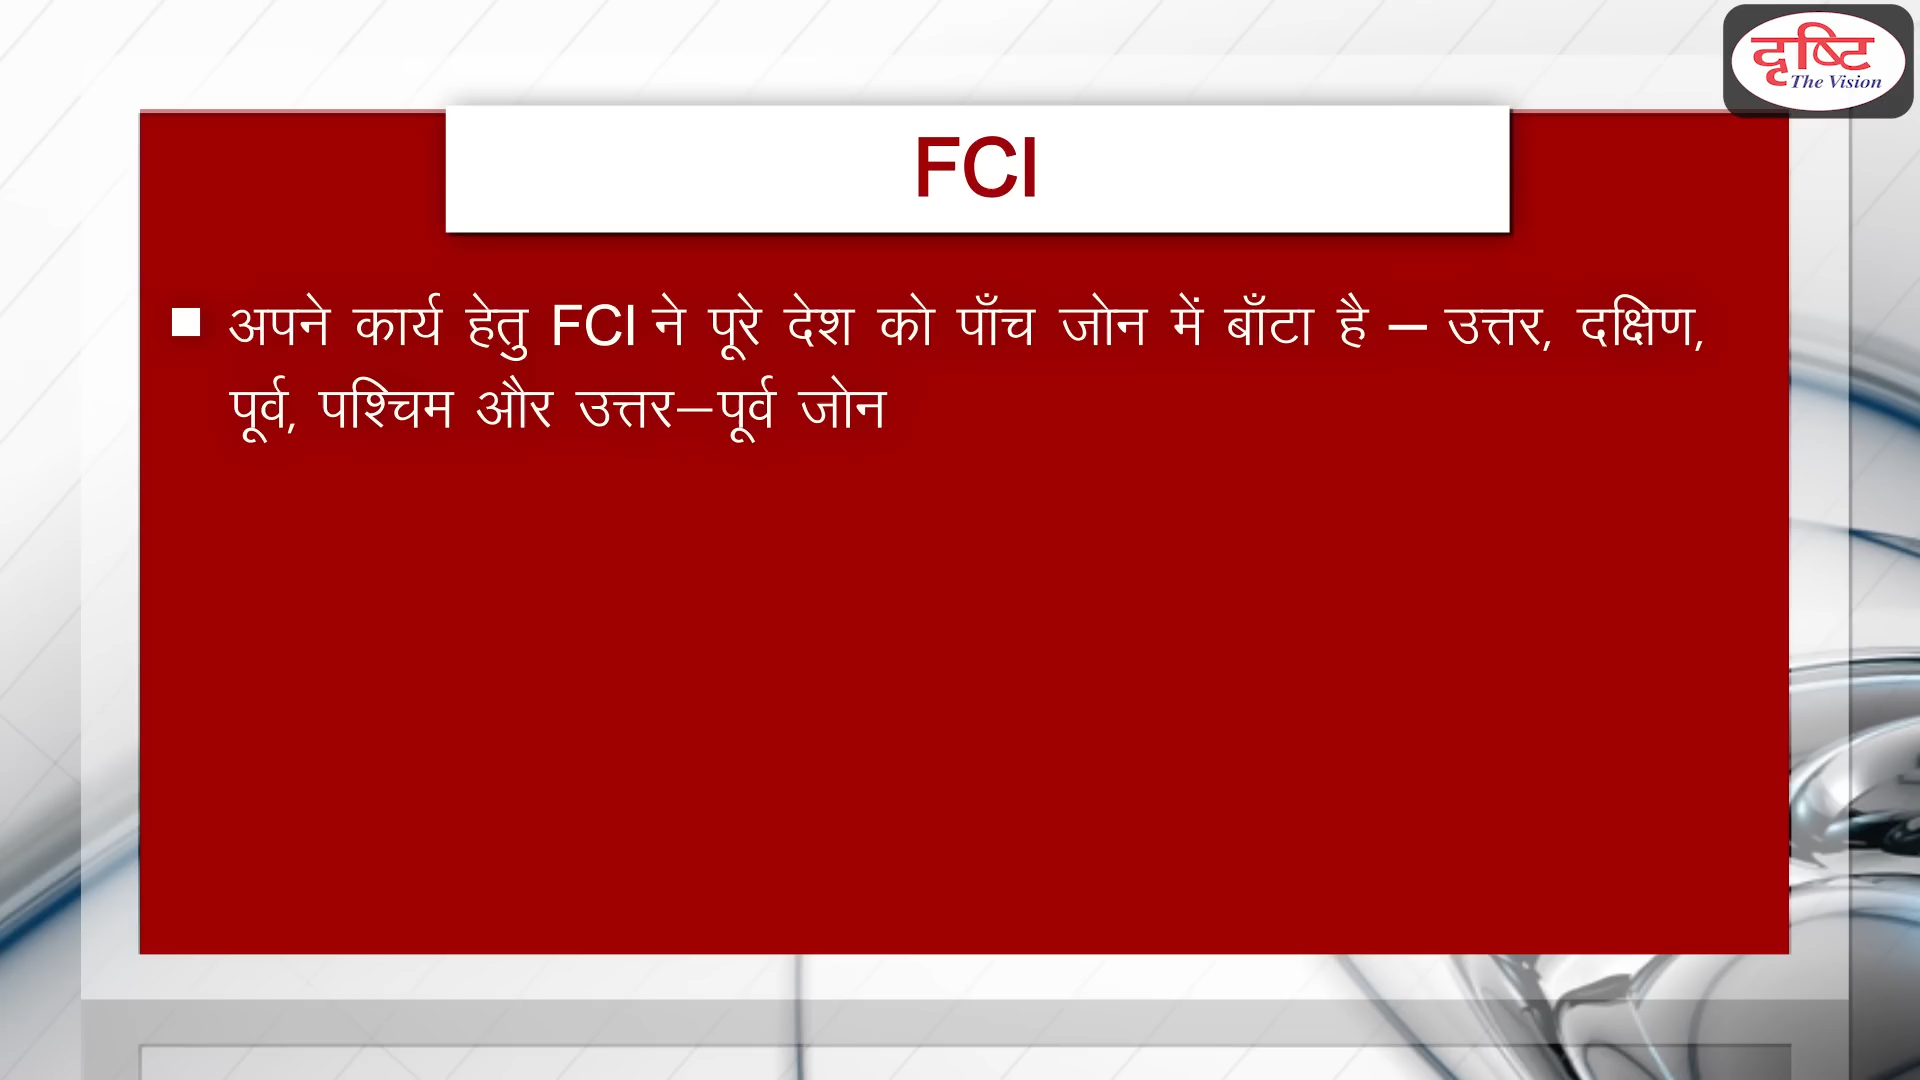 दृष्टि
The Vision
FCI
■ अपने कार्य हेतु FCI ने पूरे देश को पाँच जोन में बाँटा है – उत्तर, दक्षिण,
पूर्व, पश्चिम और उत्तर–पूर्व जोन